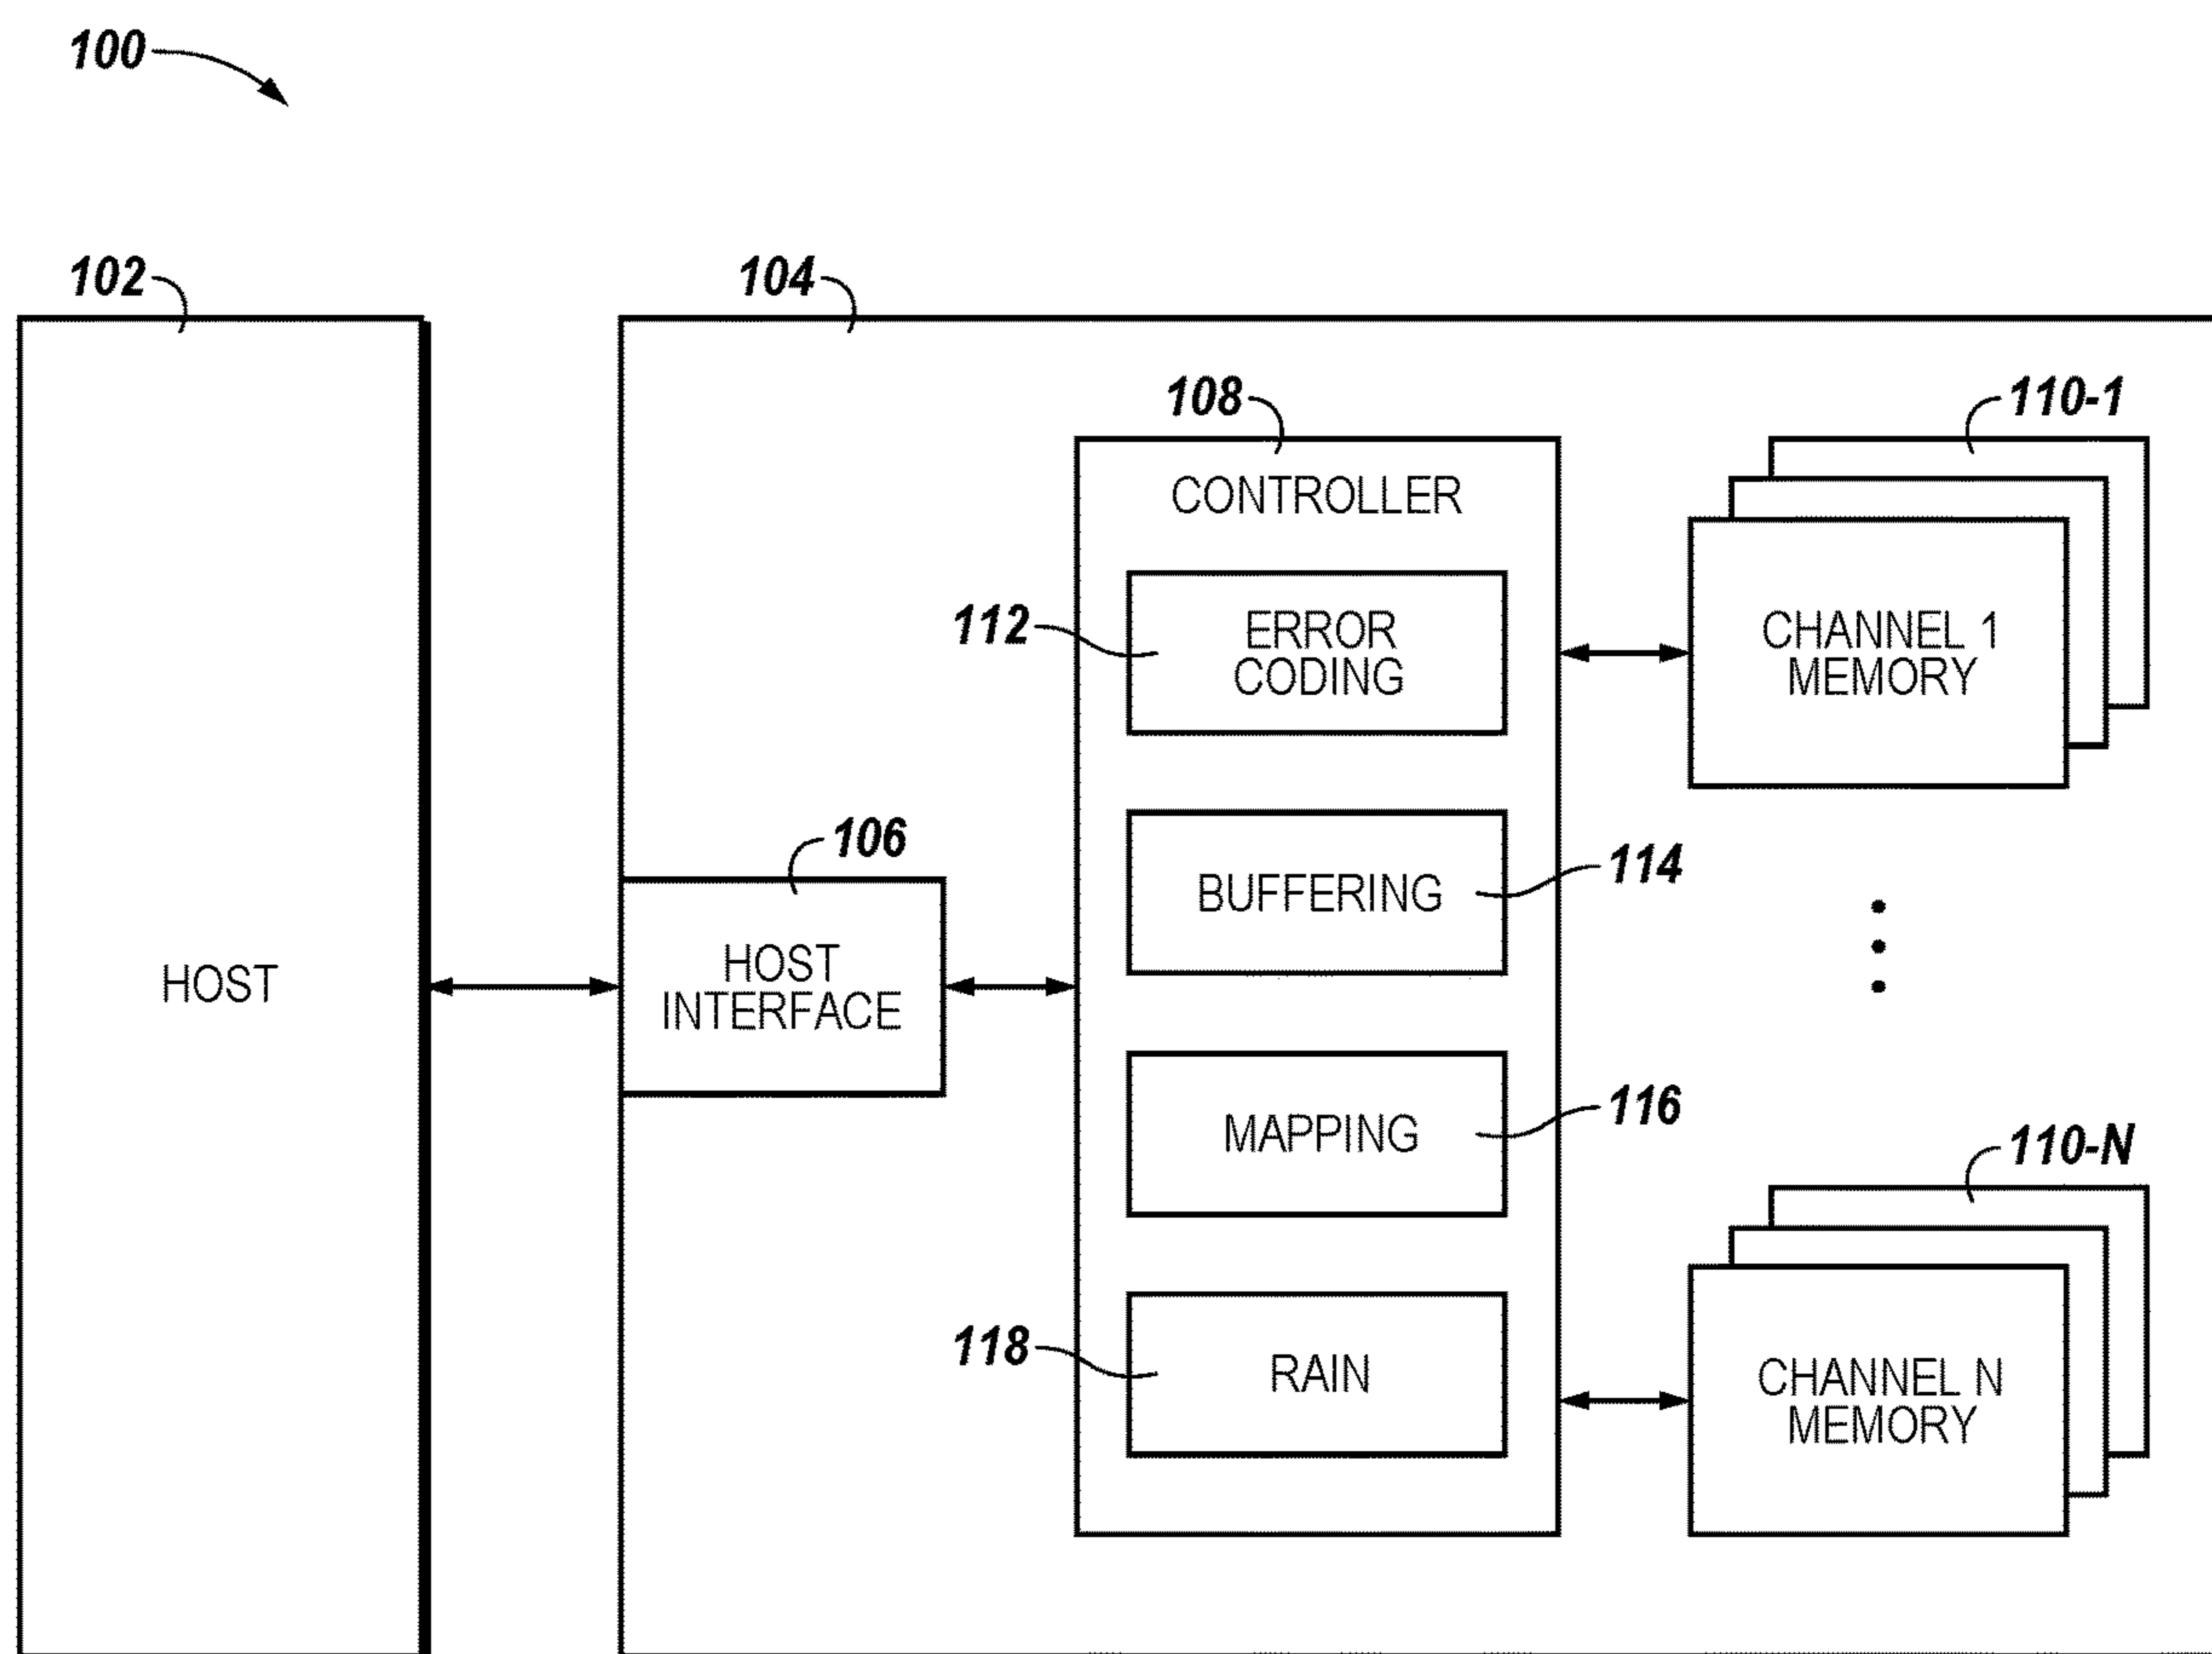 100
102
104
108
110-1
CONTROLLER
112
ERROR
CODING
CHANNEL 1
MEMORY
106
114
BUFFERING
HOST
HOST
INTERFACE
116
MAPPING
110-N
118
RAIN
CHANNEL N
MEMORY